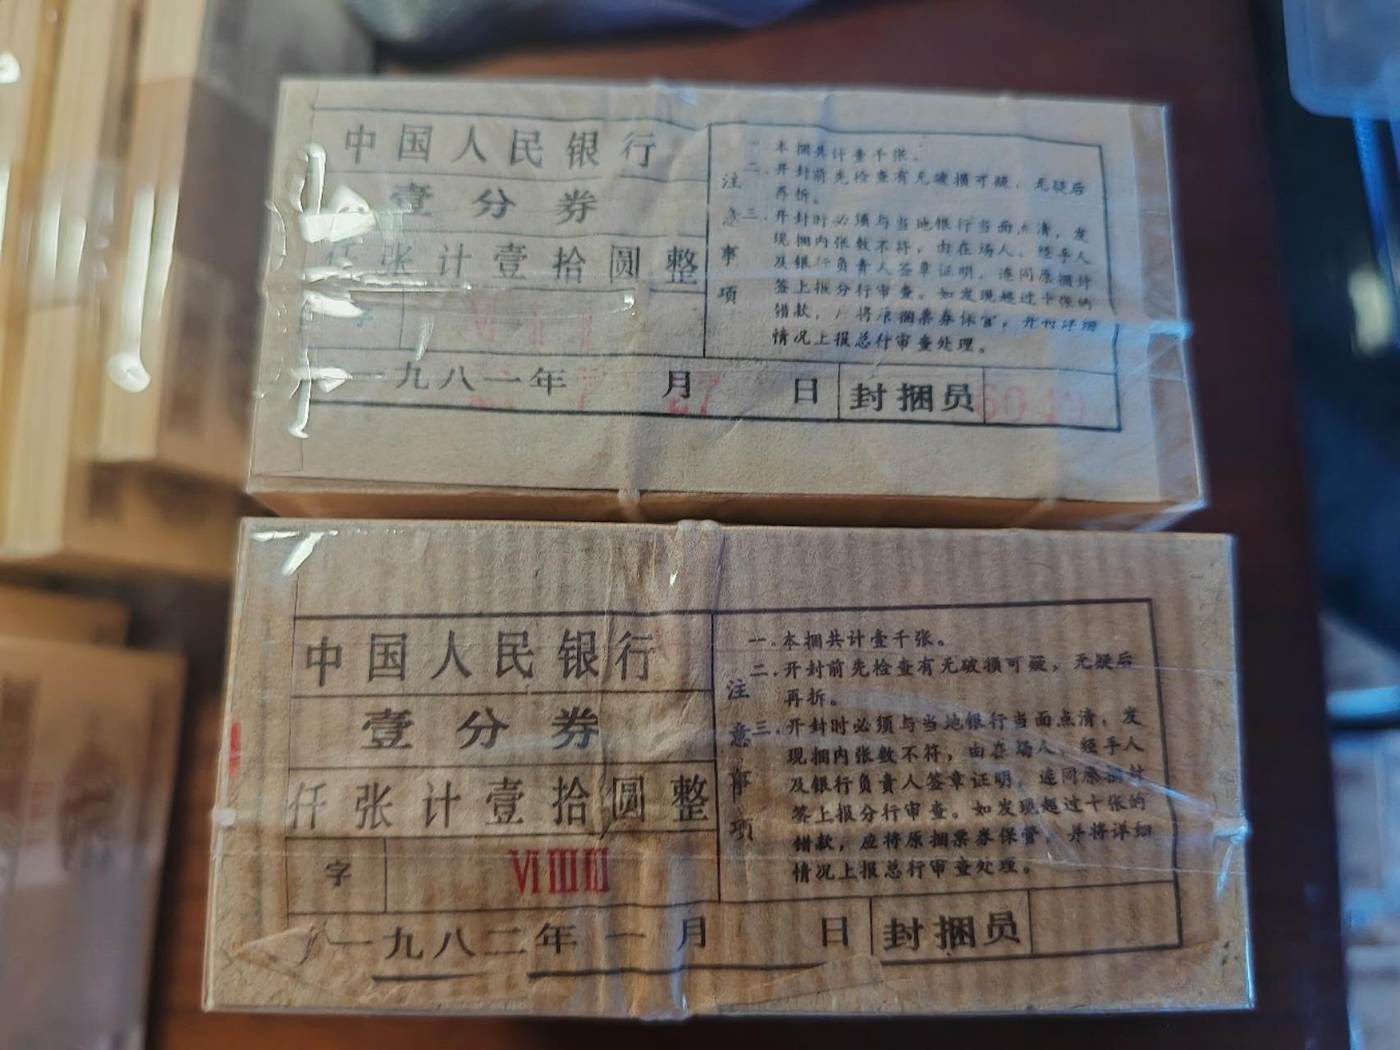 中国人民银行
壹分券
仟张计壹拾圆整
字
一九八一年 月 日 封捆员
注意事项
一.本捆共计壹千张。
二.开封前先检查有无破损可疑,无疑后
再拆。
三.开封时必须与当地银行当面点清,发
现捆内张数不符,由在场人、经手人
及银行负责人签章证明,连同原捆封
签上报分行审查。如发现超过十张的
错款, 将原捆票券保管,并将详细
情况上报总行审查处理。
中国人民银行
壹分券
仟张计壹拾圆整
字 ⅥⅢⅢ
一九八二年一月 日 封捆员
注意事项
一.本捆共计壹千张。
二.开封前先检查有无破损可疑,无疑后
再拆。
三.开封时必须与当地银行当面点清,发
现捆内张数不符,由在场人、经手人
及银行负责人签章证明,连同原捆封
签上报分行审查。如发现超过十张的
错款,应将原捆票券保管,并将详细
情况上报总行审查处理。